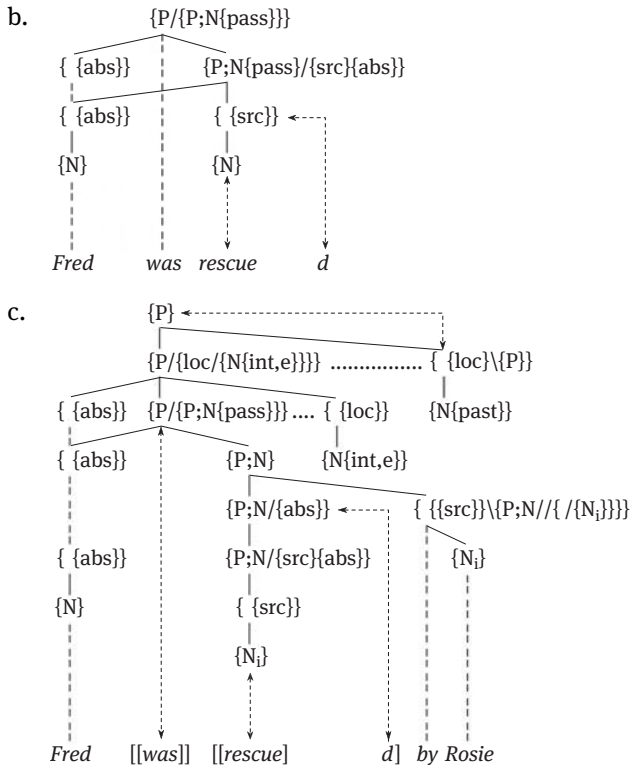 b. {P/{P;N{pass}}}
{ {abs}} {P;N{pass}/{src}{abs}}
{ {abs}} { {src}}
{N} {N}
Fred was rescue d
c. {P}
{P/{loc/{N{int,e}}}} ................. { {loc}\{P}}
{ {abs}} {P/{P;N{pass}}} .... { {loc}} {N{past}}
{ {abs}} {P;N} {N{int,e}}
{P;N/{abs}} { {{src}}\{P;N//{ /{Ni}}}}
{ {abs}} {P;N/{src}{abs}} {Ni}
{N} { {src}}
{Ni}
Fred [[was]] [[rescue] d] by Rosie